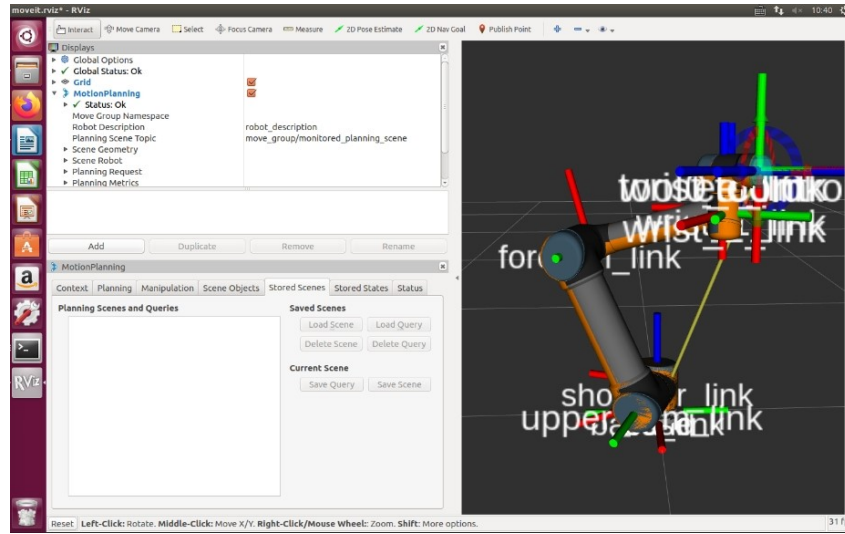 moveit.rviz* - RViz
10:40
Interact Move Camera Select Focus Camera Measure 2D Pose Estimate 2D Nav Goal Publish Point
Displays
Global Options
Global Status: Ok
Grid
MotionPlanning
Status: Ok
Move Group Namespace
Robot Description robot_description
Planning Scene Topic move_group/monitored_planning_scene
Scene Geometry
Scene Robot
Planning Request
Planning Metrics
Add Duplicate Remove Rename
MotionPlanning
Context Planning Manipulation Scene Objects Stored Scenes Stored States Status
Planning Scenes and Queries
Saved Scenes
Load Scene Load Query
Delete Scene Delete Query
Current Scene
Save Query Save Scene
RViz
_link
_link
_link
Reset Left-Click: Rotate. Middle-Click: Move X/Y. Right-Click/Mouse Wheel:: Zoom. Shift: More options.